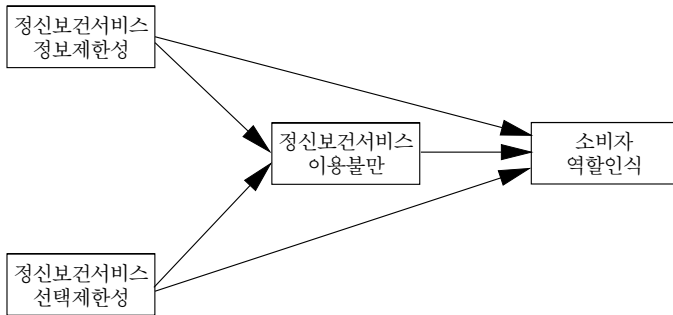 정신보건서비스
정보제한성
정신보건서비스
이용불만
소비자
역할인식
정신보건서비스
선택제한성